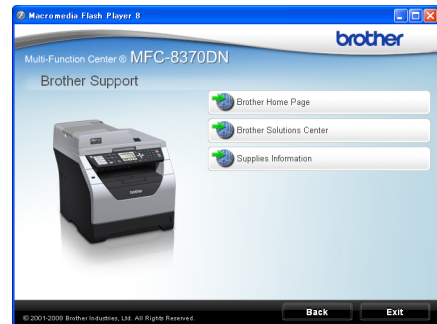 Macromedia Flash Player 8
brother
Multi-Function Center ® MFC-8370DN
Brother Support
Brother Home Page
Brother Solutions Center
Supplies Information
brother
© 2001-2008 Brother Industries, Ltd. All Rights Reserved.
Back
Exit